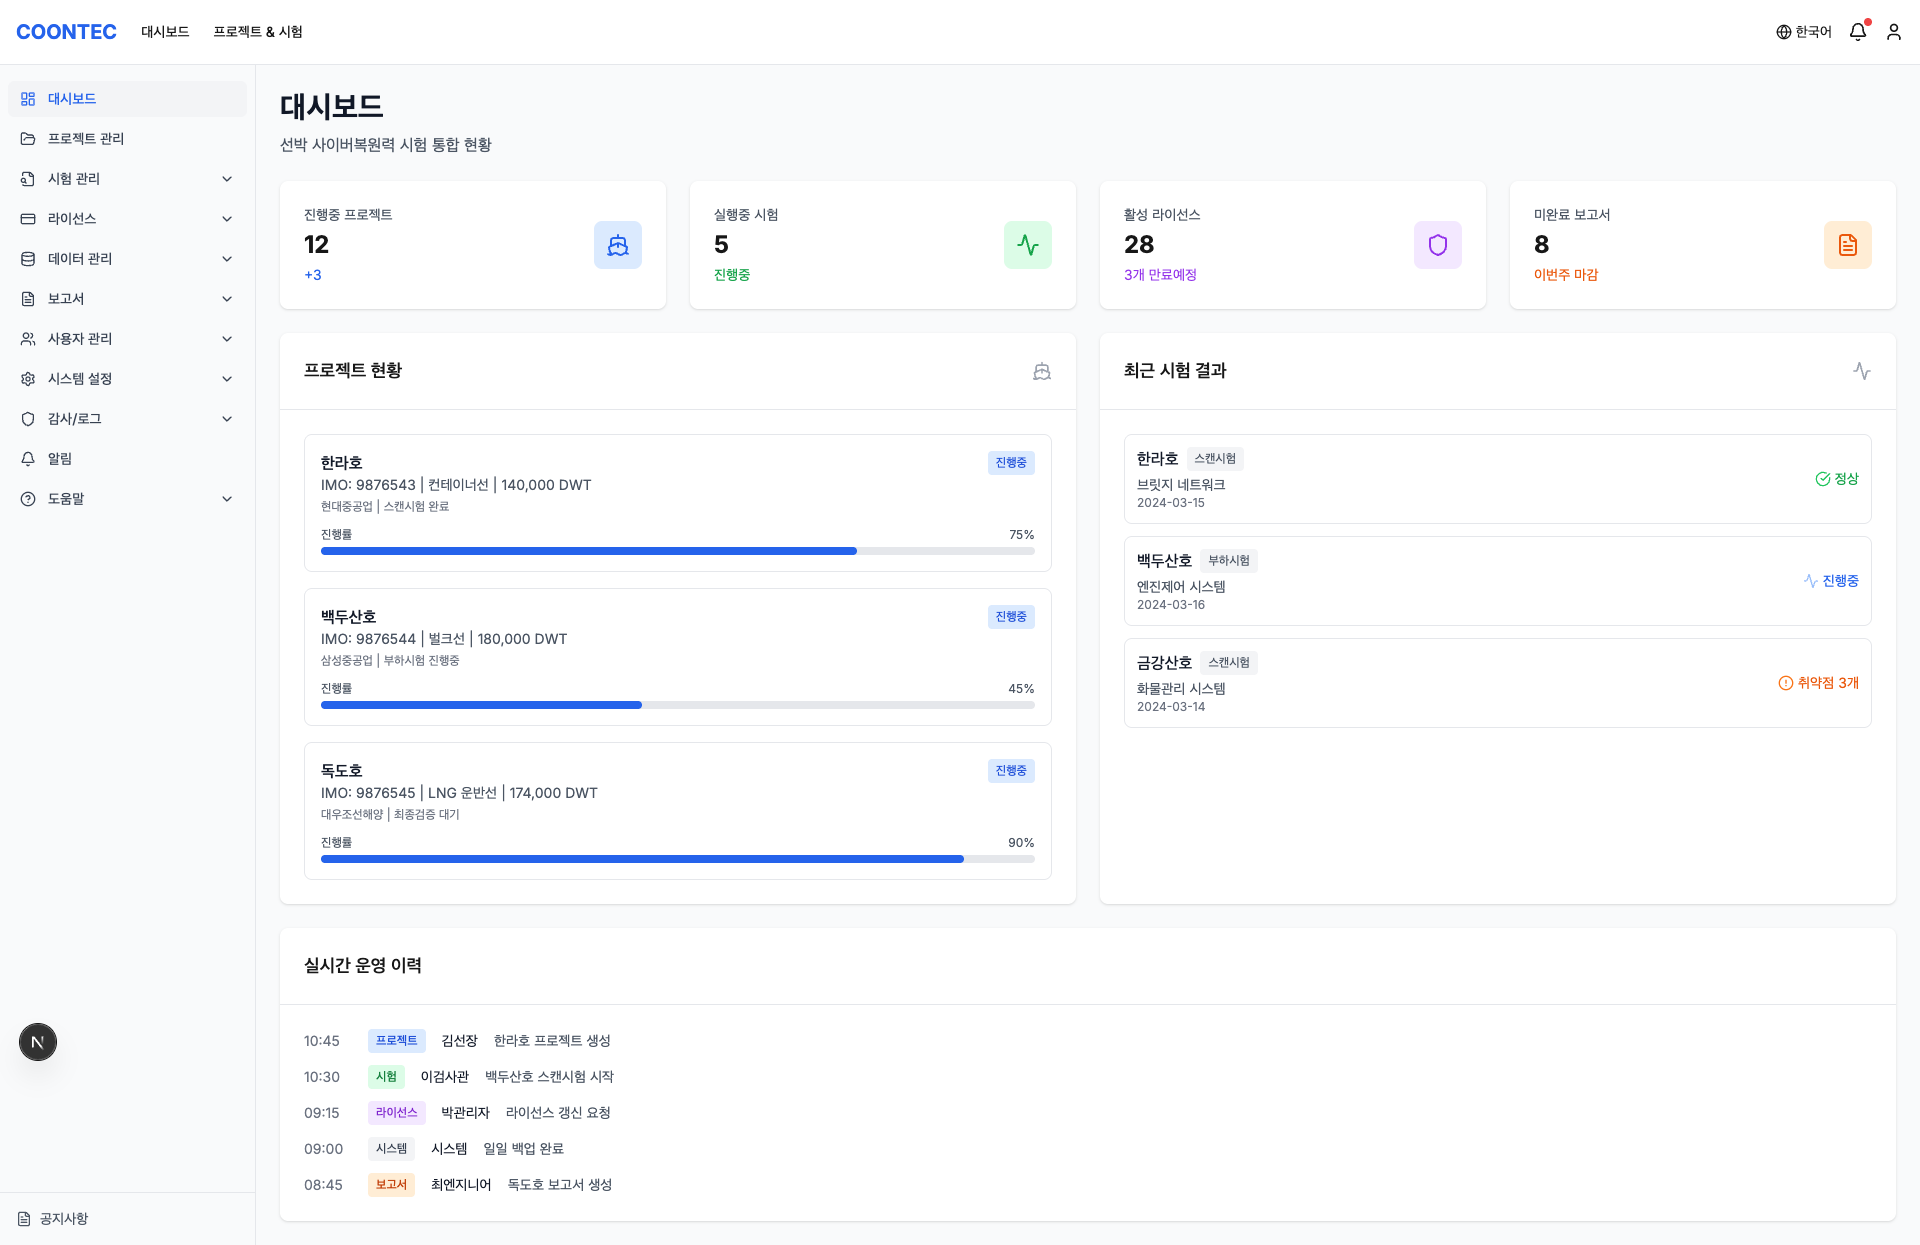 COONTEC
대시보드
프로젝트 & 시험
한국어
대시보드
프로젝트 관리
시험 관리
라이선스
데이터 관리
보고서
사용자 관리
시스템 설정
감사/로그
알림
도움말
N
공지사항
대시보드
선박 사이버복원력 시험 통합 현황
진행중 프로젝트
12
+3
실행중 시험
5
진행중
활성 라이선스
28
3개 만료예정
미완료 보고서
8
이번주 마감
프로젝트 현황
한라호
진행중
IMO: 9876543 | 컨테이너선 | 140,000 DWT
현대중공업 | 스캔시험 완료
진행률 75%
백두산호
진행중
IMO: 9876544 | 벌크선 | 180,000 DWT
삼성중공업 | 부하시험 진행중
진행률 45%
독도호
진행중
IMO: 9876545 | LNG 운반선 | 174,000 DWT
대우조선해양 | 최종검증 대기
진행률 90%
최근 시험 결과
한라호 스캔시험
브릿지 네트워크
2024-03-15
정상
백두산호 부하시험
엔진제어 시스템
2024-03-16
진행중
금강산호 스캔시험
화물관리 시스템
2024-03-14
취약점 3개
실시간 운영 이력
10:45 프로젝트 김선장 한라호 프로젝트 생성
10:30 시험 이검사관 백두산호 스캔시험 시작
09:15 라이선스 박관리자 라이선스 갱신 요청
09:00 시스템 시스템 일일 백업 완료
08:45 보고서 최엔지니어 독도호 보고서 생성